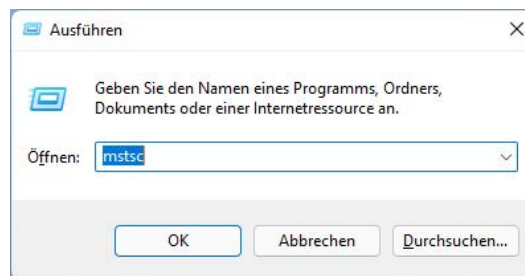 Ausführen
Geben Sie den Namen eines Programms, Ordners,
Dokuments oder einer Internetressource an.
Öffnen: mstsc
OK Abbrechen Durchsuchen...